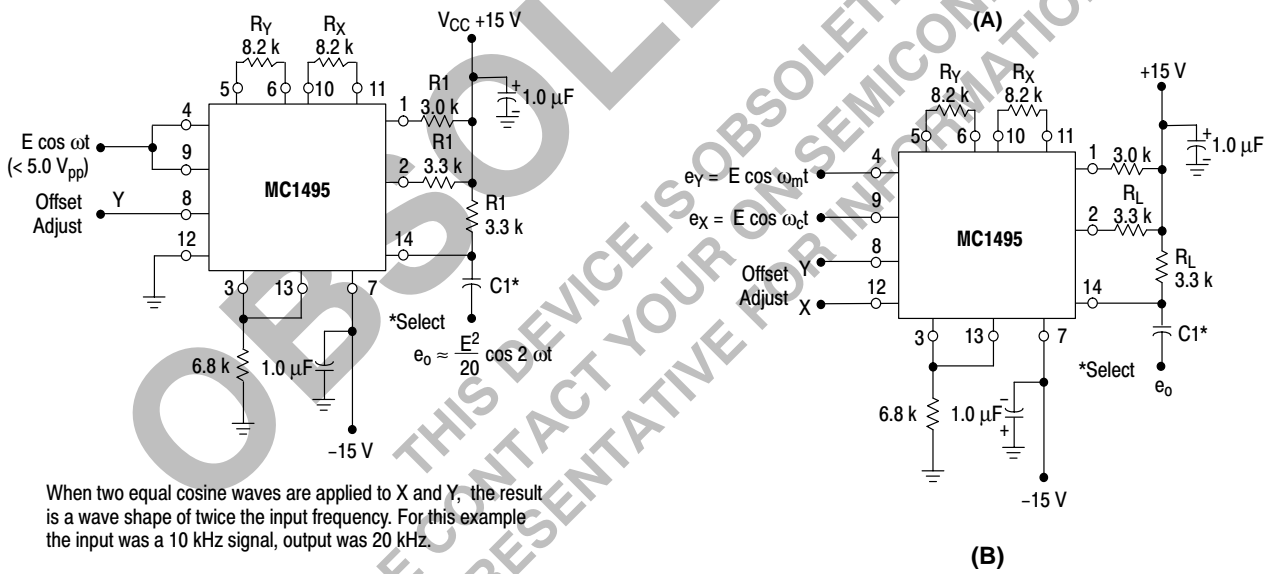 VCC +15 V
RY
8.2 k
RX
8.2 k
5
6
10
11
4
9
8
12
E cos ωt
(< 5.0 Vpp)
Offset
Adjust
Y
MC1495
1
R1
3.0 k
+
1.0 µF
–
2
R1
3.3 k
R1
3.3 k
14
C1*
3
13
7
*Select
eo ≈ E²/20 cos 2 ωt
6.8 k
1.0 µF
–15 V
When two equal cosine waves are applied to X and Y, the result
is a wave shape of twice the input frequency. For this example
the input was a 10 kHz signal, output was 20 kHz.
(A)
+15 V
RY
8.2 k
RX
8.2 k
5
6
10
11
+
1.0 µF
–
4
eY = E cos ωmt
9
eX = E cos ωct
8
Offset
Adjust
Y
12
X
MC1495
1
3.0 k
2
RL
3.3 k
RL
3.3 k
14
C1*
3
13
7
*Select
eo
6.8 k
1.0 µF
–
+
–15 V
(B)
OBSOLE
THIS DEVICE IS OBSOLET
E CONTACT YOUR ON SEMICON
RESENTATIVE FOR INFORMATION